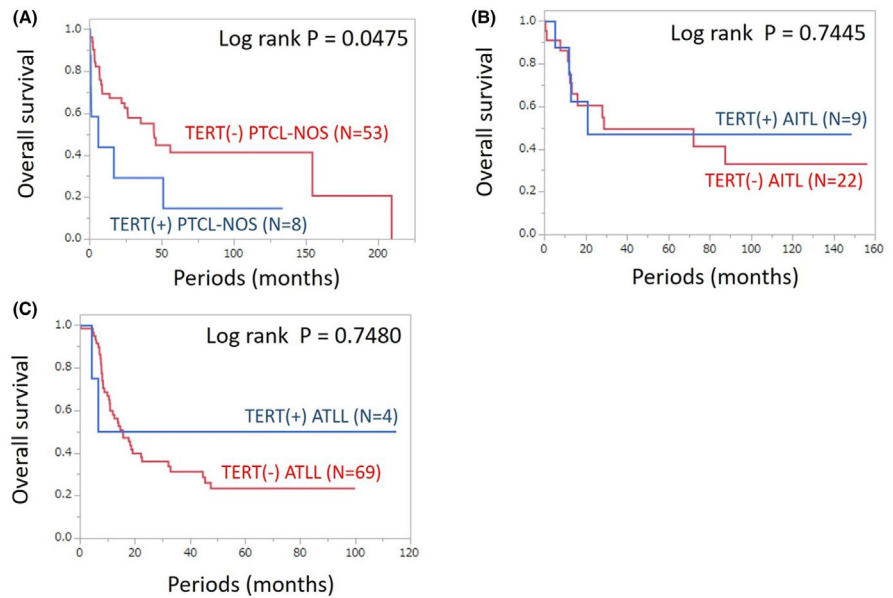 (A)
Log rank P = 0.0475
1.0
0.8
0.6
0.4
0.2
0.0
Overall survival
TERT(-) PTCL-NOS (N=53)
TERT(+) PTCL-NOS (N=8)
0 50 100 150 200
Periods (months)
(B)
Log rank P = 0.7445
1.0
0.8
0.6
0.4
0.2
0.0
Overall survival
TERT(+) AITL (N=9)
TERT(-) AITL (N=22)
0 20 40 60 80 100 120 140 160
Periods (months)
(C)
Log rank P = 0.7480
1.0
0.8
0.6
0.4
0.2
0.0
Overall survival
TERT(+) ATLL (N=4)
TERT(-) ATLL (N=69)
0 20 40 60 80 100 120
Periods (months)